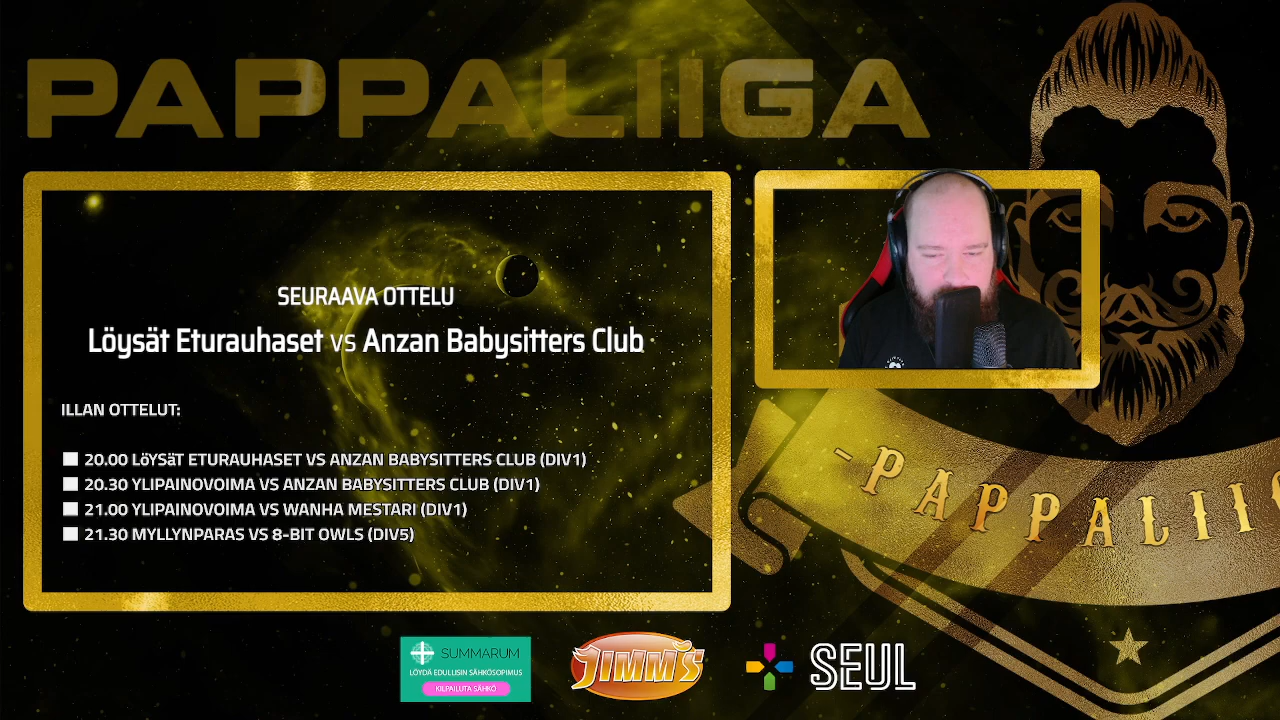 PAPPALIIGA
SEURAAVA OTTELU
Löysät Eturauhaset vs Anzan Babysitters Club
ILLAN OTTELUT:
20.00 LöYSäT ETURAUHASET VS ANZAN BABYSITTERS CLUB (DIV1)
20.30 YLIPAINOVOIMA VS ANZAN BABYSITTERS CLUB (DIV1)
21.00 YLIPAINOVOIMA VS WANHA MESTARI (DIV1)
21.30 MYLLYNPARAS VS 8-BIT OWLS (DIV5)
-PAPPALIIG
SUMMARUM
LÖYDÄ EDULLISIN SÄHKÖSOPIMUS
KILPAILUTA SÄHKÖ
JIMM'S
SEUL